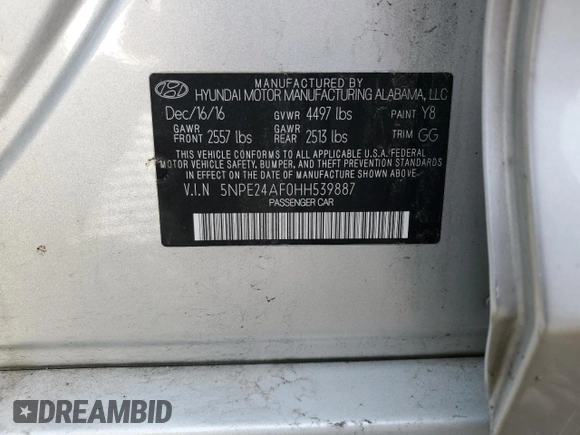 MANUFACTURED BY
HYUNDAI MOTOR MANUFACTURING ALABAMA, LLC
Dec/16/16 GVWR 4497 lbs PAINT Y8
GAWR FRONT 2557 lbs GAWR REAR 2513 lbs TRIM GG
THIS VEHICLE CONFORMS TO ALL APPLICABLE U.S.A.FEDERAL
MOTOR VEHICLE SAFETY, BUMPER, AND THEFT PREVENTION STANDARDS
IN EFFECT ON THE DATE OF MANUFACTURE SHOWN ABOVE.
V.I.N 5NPE24AF0HH539887
PASSENGER CAR
DREAMBID